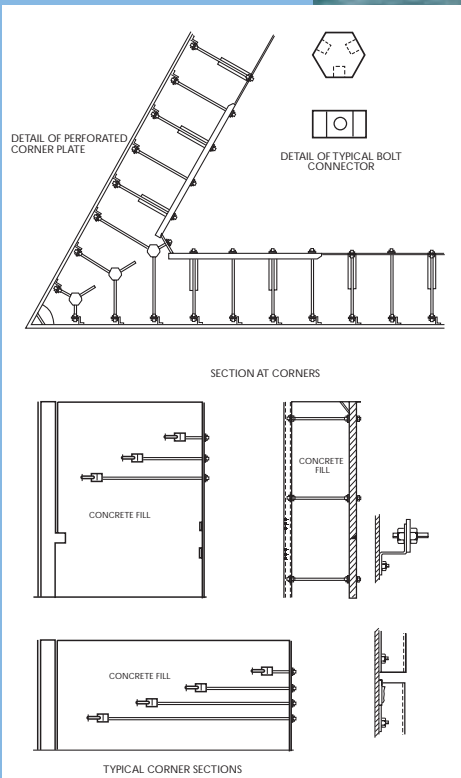 DETAIL OF PERFORATED
CORNER PLATE
DETAIL OF TYPICAL BOLT
CONNECTOR
SECTION AT CORNERS
CONCRETE FILL
CONCRETE
FILL
CONCRETE FILL
TYPICAL CORNER SECTIONS